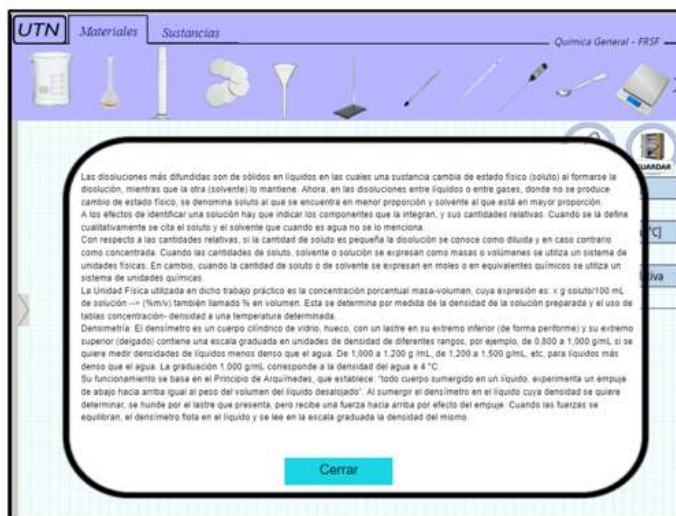 UTN
Materiales
Sustancias
Química General - FRSF
GUARDAR
°C]
tiva
Las disoluciones más difundidas son de sólidos en líquidos en las cuales una sustancia cambia de estado físico (soluto) al formarse la
disolución, mientras que la otra (solvente) lo mantiene. Ahora, en las disoluciones entre líquidos o entre gases, donde no se produce
cambio de estado físico, se denomina soluto al que se encuentra en menor proporción y solvente al que está en mayor proporción.
A los efectos de identificar una solución hay que indicar los componentes que la integran, y sus cantidades relativas. Cuando se la define
cualitativamente se cita el soluto y el solvente que cuando es agua no se lo menciona.
Con respecto a las cantidades relativas, si la cantidad de soluto es pequeña la disolución se conoce como diluida y en caso contrario
como concentrada. Cuando las cantidades de soluto, solvente o solución se expresan como masas o volúmenes se utiliza un sistema de
unidades físicas. En cambio, cuando la cantidad de soluto o de solvente se expresan en moles o en equivalentes químicos se utiliza un
sistema de unidades químicas.
La Unidad Física utilizada en dicho trabajo práctico es la concentración porcentual masa-volumen, cuya expresión es: x g soluto/100 mL
de solución --> (%m/v) también llamado % en volumen. Esta se determina por medida de la densidad de la solución preparada y el uso de
tablas concentración- densidad a una temperatura determinada.
Densimetría: El densímetro es un cuerpo cilíndrico de vidrio, hueco, con un lastre en su extremo inferior (de forma periforme) y su extremo
superior (delgado) contiene una escala graduada en unidades de densidad de diferentes rangos, por ejemplo, de 0,800 a 1,000 g/mL si se
quiere medir densidades de líquidos menos denso que el agua. De 1,000 a 1,200 g /mL, de 1,200 a 1,500 g/mL, etc, para líquidos más
denso que el agua. La graduación 1,000 g/mL corresponde a la densidad del agua a 4 °C.
Su funcionamiento se basa en el Principio de Arquímedes, que establece: "todo cuerpo sumergido en un líquido, experimenta un empuje
de abajo hacia arriba igual al peso del volumen del líquido desalojado". Al sumergir el densímetro en el líquido cuya densidad se quiere
determinar, se hunde por el lastre que presenta, pero recibe una fuerza hacia arriba por efecto del empuje. Cuando las fuerzas se
equilibran, el densímetro flota en el líquido y se lee en la escala graduada la densidad del mismo.
Cerrar